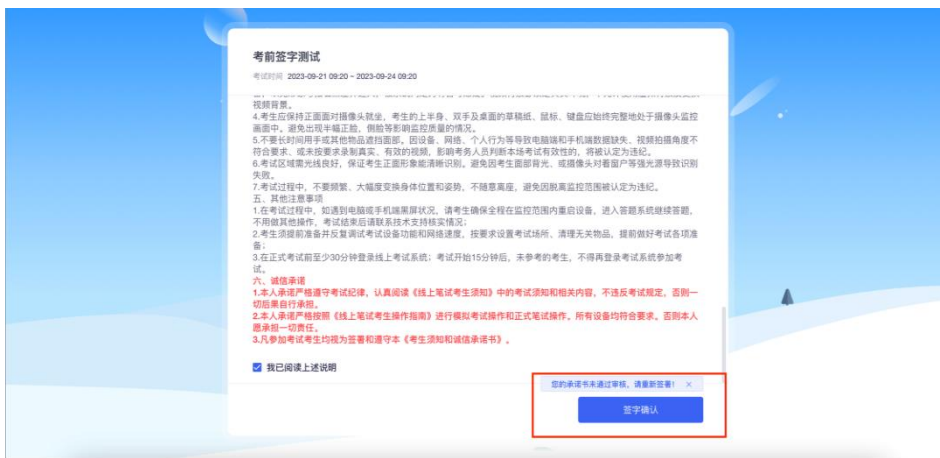 考前签字测试
考试时间 2023-09-21 09:20 ~ 2023-09-24 09:20
视频背景。
4.考生应保持正面面对摄像头就坐，考生的上半身、双手及桌面的草稿纸、鼠标、键盘应始终完整地处于摄像头监控
画面中。避免出现半幅正脸，侧脸等影响监控质量的情况。
5.不要长时间用手或其他物品遮挡面部。因设备、网络、个人行为等导致电脑端和手机端数据缺失、视频拍摄角度不
符合要求、或未按要求录制真实、有效的视频，影响考务人员判断本场考试有效性的，将被认定为违纪。
6.考试区域需光线良好，保证考生正面形象能清晰识别。避免因考生面部背光、或摄像头对着窗户等强光源导致识别
失败。
7.考试过程中，不要频繁、大幅度变换身体位置和姿势，不随意离座，避免因脱离监控范围被认定为违纪。
五、其他注意事项
1.在考试过程中，如遇到电脑或手机端黑屏状况，请考生确保全程在监控范围内重启设备，进入答题系统继续答题，
不用做其他操作，考试结束后请联系技术支持核实情况；
2.考生须提前准备并反复调试考试设备功能和网络速度，按要求设置考试场所、清理无关物品，提前做好考试各项准
备；
3.在正式考试前至少30分钟登录线上考试系统；考试开始15分钟后，未参考的考生，不得再登录考试系统参加考
试。
六、诚信承诺
1.本人承诺严格遵守考试纪律，认真阅读《线上笔试考生须知》中的考试须知和相关内容，不违反考试规定，否则一
切后果自行承担。
2.本人承诺严格按照《线上笔试考生操作指南》进行模拟考试操作和正式笔试操作。所有设备均符合要求。否则本人
愿承担一切责任。
3.凡参加考试考生均视为签署和遵守本《考生须知和诚信承诺书》。
我已阅读上述说明
您的承诺书未通过审核，请重新签署！ ×
签字确认